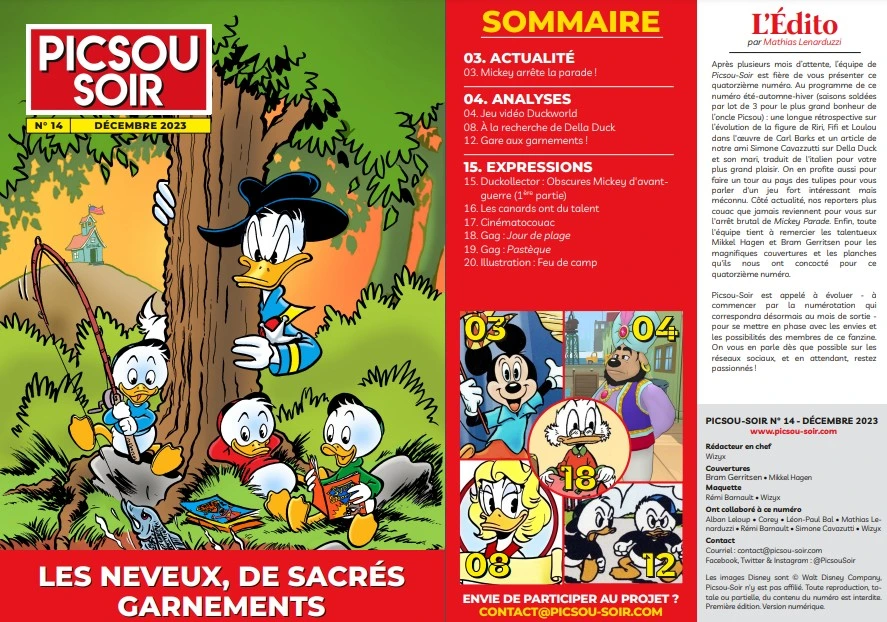 PICSOU
SOIR
N° 14
DÉCEMBRE 2023
LES NEVEUX, DE SACRÉS
GARNEMENTS
SOMMAIRE
03. ACTUALITÉ
03. Mickey arrête la parade !
04. ANALYSES
04. Jeu vidéo Duckworld
08. À la recherche de Della Duck
12. Gare aux garnements !
15. EXPRESSIONS
15. Duckollector : Obscures Mickey d'avant-
guerre (1ère partie)
16. Les canards ont du talent
17. Cinématocouac
18. Gag : Jour de plage
19. Gag : Pastèque
20. Illustration : Feu de camp
03
04
18
08
12
ENVIE DE PARTICIPER AU PROJET ?
CONTACT@PICSOU-SOIR.COM
L'Édito
par Mathias Lenarduzzi
Après plusieurs mois d'attente, l'équipe de
Picsou-Soir est fière de vous présenter ce
quatorzième numéro. Au programme de ce
numéro été-automne-hiver (saisons soldées
par lot de 3 pour le plus grand bonheur de
l'oncle Picsou) : une longue rétrospective sur
l'évolution de la figure de Riri, Fifi et Loulou
dans l'œuvre de Carl Barks et un article de
notre ami Simone Cavazzutti sur Della Duck
et son mari, traduit de l'italien pour votre
plus grand plaisir. On en profite aussi pour
faire un tour au pays des tulipes pour vous
parler d'un jeu fort intéressant mais
méconnu. Côté actualité, nos reporters plus
couac que jamais reviennent pour vous sur
l'arrêt brutal de Mickey Parade. Enfin, toute
l'équipe tient à remercier les talentueux
Mikkel Hagen et Bram Gerritsen pour les
magnifiques couvertures et les planches
qu'ils nous ont concocté pour ce
quatorzième numéro.
Picsou-Soir est appelé à évoluer - à
commencer par la numérotation qui
correspondra désormais au mois de sortie -
pour se mettre en phase avec les envies et
les possibilités des membres de ce fanzine.
On vous en parle dès que possible sur les
réseaux sociaux, et en attendant, restez
passionnés !
PICSOU-SOIR N° 14 - DÉCEMBRE 2023
www.picsou-soir.com
Rédacteur en chef
Wizyx
Couvertures
Bram Gerritsen • Mikkel Hagen
Maquette
Rémi Barnault • Wizyx
Ont collaboré à ce numéro
Alban Leloup • Corey • Léon-Paul Bal • Mathias Le-
narduzzi • Rémi Barnault • Simone Cavazutti • Wizyx
Contact
Courriel : contact@picsou-soir.com
Facebook, Twitter & Instagram : @PicsouSoir
Les images Disney sont © Walt Disney Company,
Picsou-Soir n'y est pas affilié. Toute reproduction, to-
tale ou partielle, du contenu du numéro est interdite.
Première édition. Version numérique.